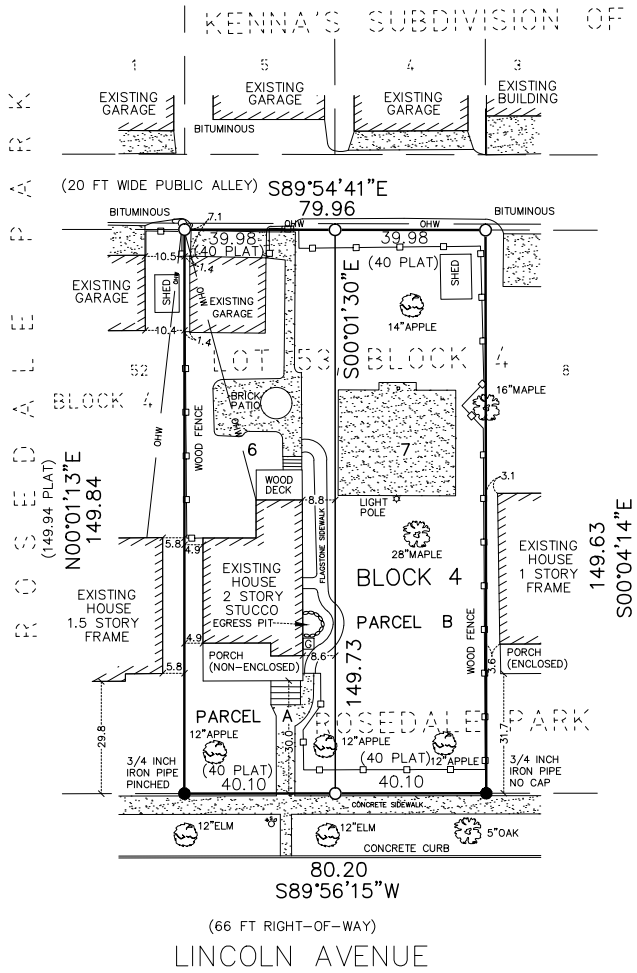 KENNA'S SUBDIVISION OF
1
5
4
3
EXISTING
GARAGE
EXISTING
GARAGE
EXISTING
GARAGE
EXISTING
BUILDING
BITUMINOUS
(20 FT WIDE PUBLIC ALLEY)
S89°54'41"E
79.96
BITUMINOUS
7.1
OHW
OHW
BITUMINOUS
39.98
(40 PLAT)
39.98
(40 PLAT)
10.5
1.4
SHED
OHW
OHW
EXISTING
GARAGE
EXISTING
GARAGE
SHED
S00°01'30"E
14"APPLE
10.4
1.4
LOT 53, BLOCK 4
52
8
BLOCK 4
16"MAPLE
BRICK
PATIO
OHW
OHW
WOOD FENCE
6
7
N00°01'13"E
149.84
(149.94 PLAT)
WOOD
DECK
8.8
LIGHT
POLE
3.1
28"MAPLE
5.8
4.9
FLAGSTONE SIDEWALK
EXISTING
HOUSE
2 STORY
STUCCO
EGRESS PIT
EXISTING
HOUSE
1 STORY
FRAME
149.63
S00°04'14"E
BLOCK 4
PARCEL B
EXISTING
HOUSE
1.5 STORY
FRAME
4.9
5.8
G
8.6
PORCH
(NON-ENCLOSED)
149.73
WOOD FENCE
3.6
PORCH
(ENCLOSED)
ROSEDALE PARK
ROSEDALE PARK
PARCEL A
29.8
30.0
31.7
12"APPLE
12"APPLE
12"APPLE
3/4 INCH
IRON PIPE
PINCHED
(40 PLAT)
40.10
(40 PLAT)
40.10
3/4 INCH
IRON PIPE
NO CAP
CONCRETE SIDEWALK
12"ELM
12"ELM
5"OAK
CONCRETE CURB
80.20
S89°56'15"W
(66 FT RIGHT-OF-WAY)
LINCOLN AVENUE